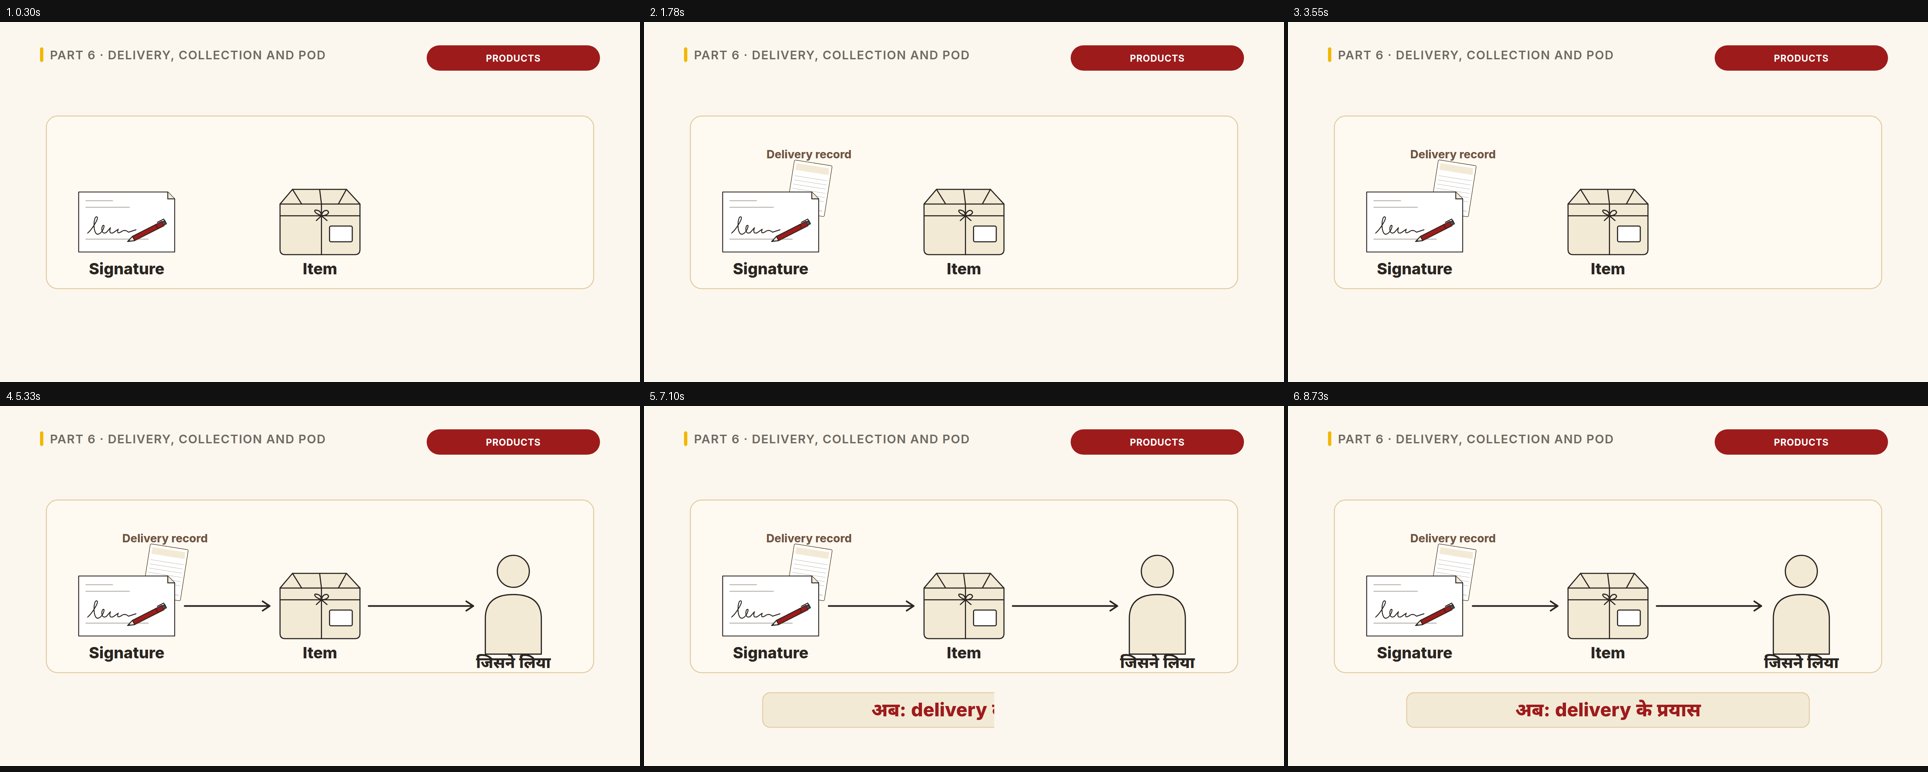 1. 0.30s
PART 6 · DELIVERY, COLLECTION AND POD
PRODUCTS
Signature
Item
2. 1.78s
PART 6 · DELIVERY, COLLECTION AND POD
PRODUCTS
Delivery record
Signature
Item
3. 3.55s
PART 6 · DELIVERY, COLLECTION AND POD
PRODUCTS
Delivery record
Signature
Item
4. 5.33s
PART 6 · DELIVERY, COLLECTION AND POD
PRODUCTS
Delivery record
Signature
Item
जिसने लिया
5. 7.10s
PART 6 · DELIVERY, COLLECTION AND POD
PRODUCTS
Delivery record
Signature
Item
जिसने लिया
अब: delivery
6. 8.73s
PART 6 · DELIVERY, COLLECTION AND POD
PRODUCTS
Delivery record
Signature
Item
जिसने लिया
अब: delivery के प्रयास